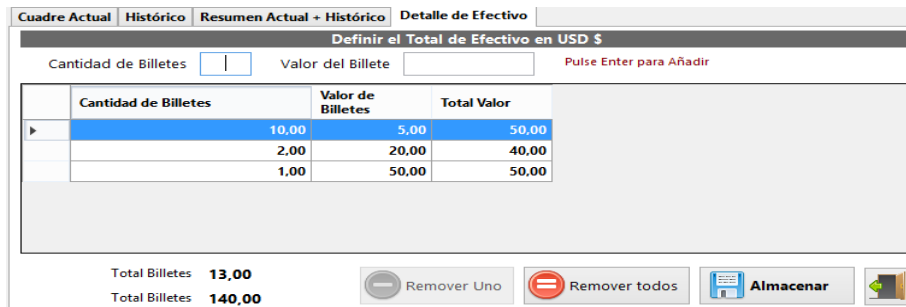 Cuadre Actual Histórico Resumen Actual + Histórico Detalle de Efectivo
Definir el Total de Efectivo en USD $
Cantidad de Billetes Valor del Billete Pulse Enter para Añadir
Cantidad de Billetes Valor de Billetes Total Valor
10,00 5,00 50,00
2,00 20,00 40,00
1,00 50,00 50,00
Total Billetes 13,00
Total Billetes 140,00
Remover Uno Remover todos Almacenar